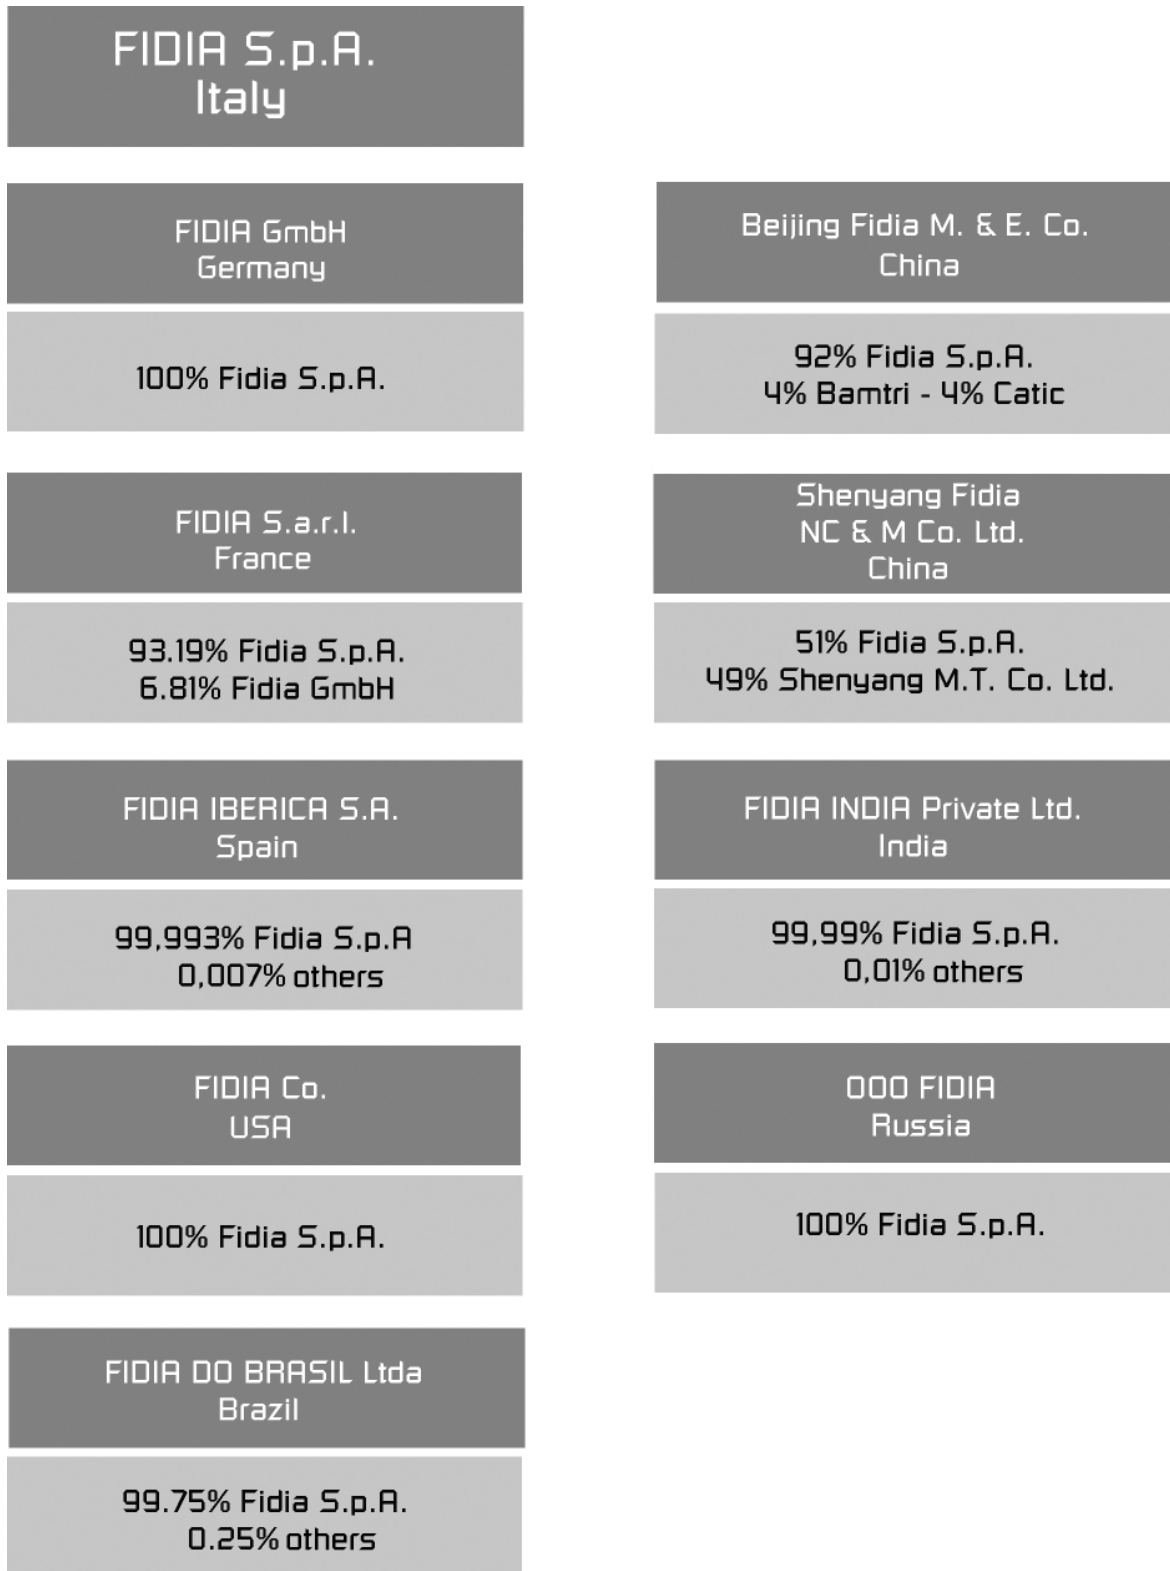 FIDIA S.p.A.
Italy
FIDIA GmbH
Germany
100% Fidia S.p.A.
Beijing Fidia M. & E. Co.
China
92% Fidia S.p.A.
4% Bamtri - 4% Catic
FIDIA S.a.r.l.
France
93.19% Fidia S.p.A.
6.81% Fidia GmbH
Shenyang Fidia
NC & M Co. Ltd.
China
51% Fidia S.p.A.
49% Shenyang M.T. Co. Ltd.
FIDIA IBERICA S.A.
Spain
99,993% Fidia S.p.A
0,007% others
FIDIA INDIA Private Ltd.
India
99,99% Fidia S.p.A.
0,01% others
FIDIA Co.
USA
100% Fidia S.p.A.
OOO FIDIA
Russia
100% Fidia S.p.A.
FIDIA DO BRASIL Ltda
Brazil
99.75% Fidia S.p.A.
0.25% others